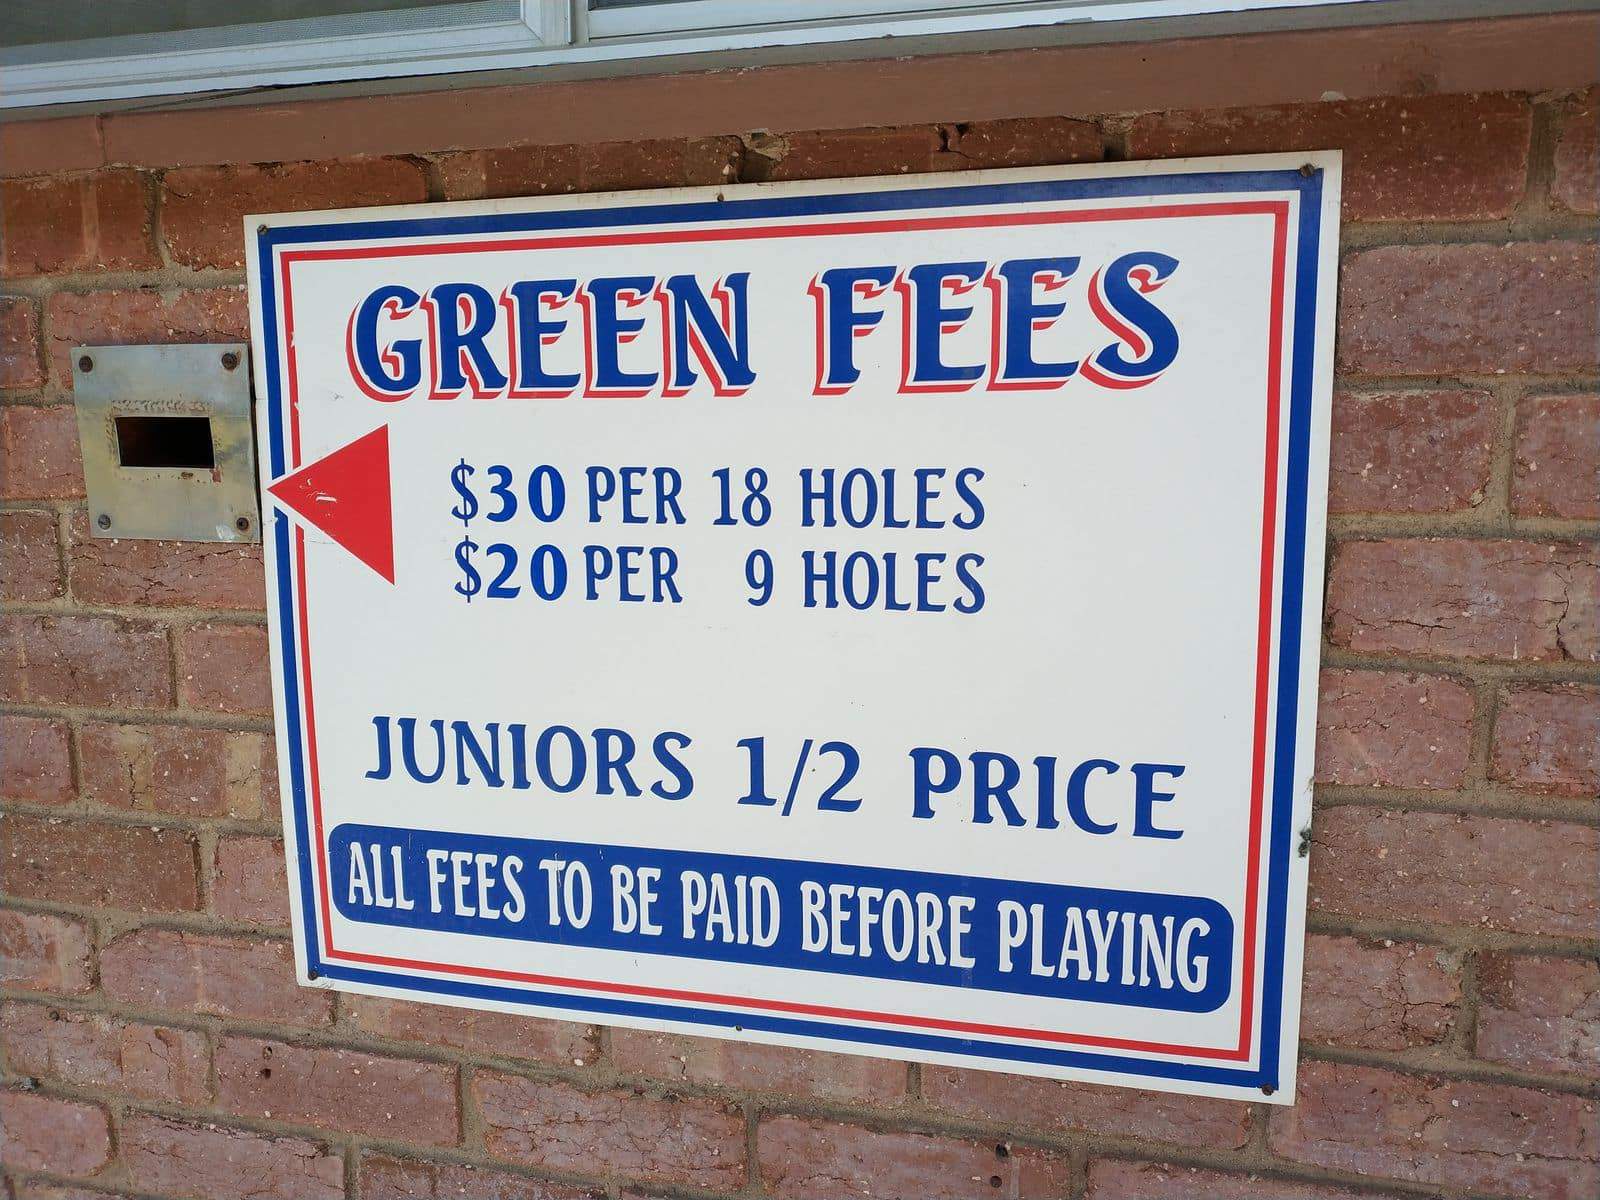 GREEN FEES
$30 PER 18 HOLES
$20 PER 9 HOLES
JUNIORS 1/2 PRICE
ALL FEES TO BE PAID BEFORE PLAYING